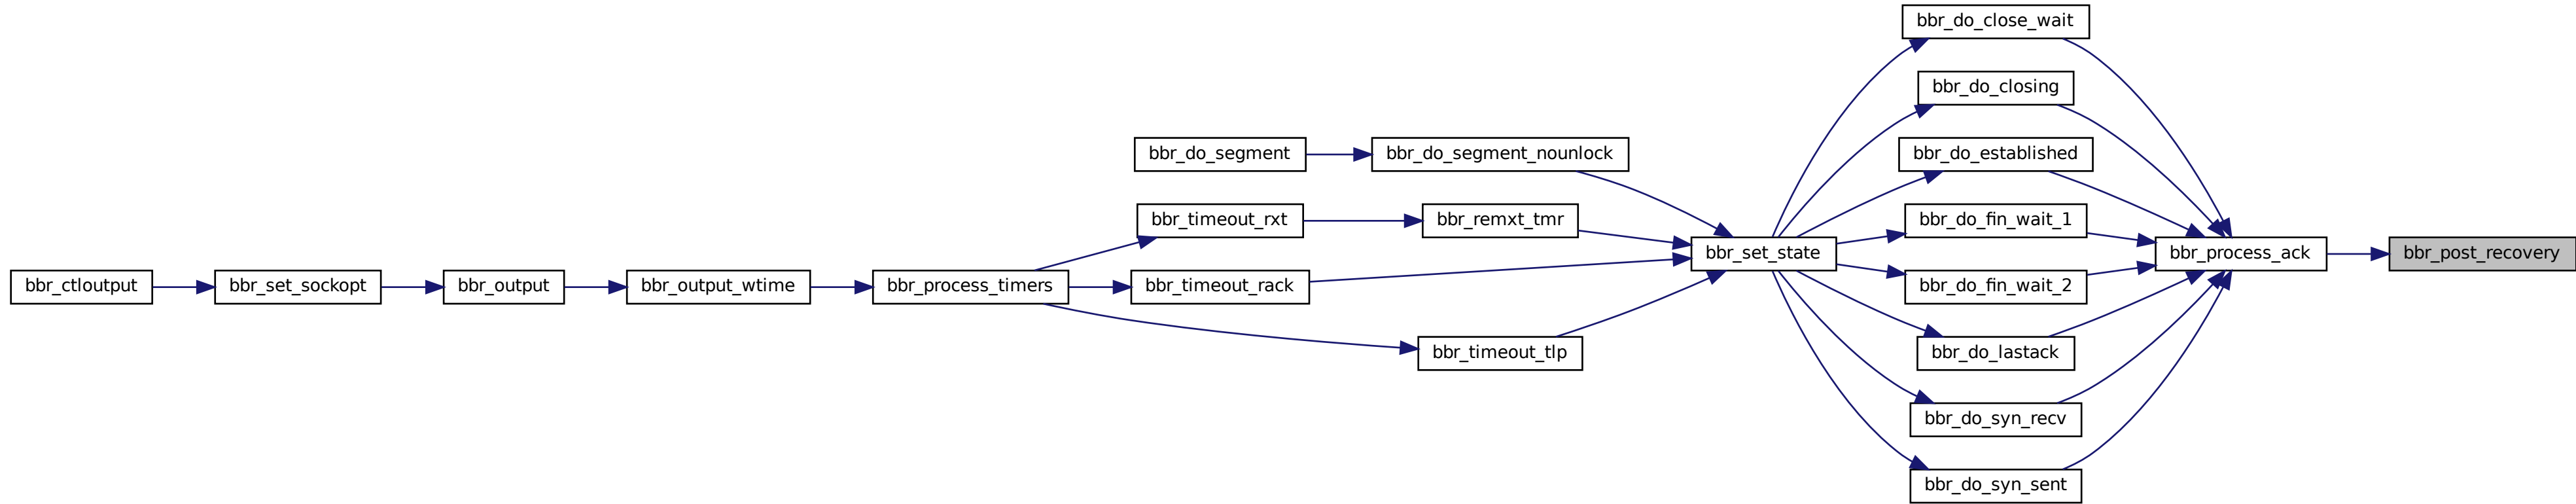 bbr_do_close_wait
bbr_do_closing
bbr_do_segment
bbr_do_segment_nounlock
bbr_do_established
bbr_timeout_rxt
bbr_remxt_tmr
bbr_do_fin_wait_1
bbr_set_state
bbr_process_ack
bbr_post_recovery
bbr_ctloutput
bbr_set_sockopt
bbr_output
bbr_output_wtime
bbr_process_timers
bbr_timeout_rack
bbr_do_fin_wait_2
bbr_timeout_tlp
bbr_do_lastack
bbr_do_syn_recv
bbr_do_syn_sent